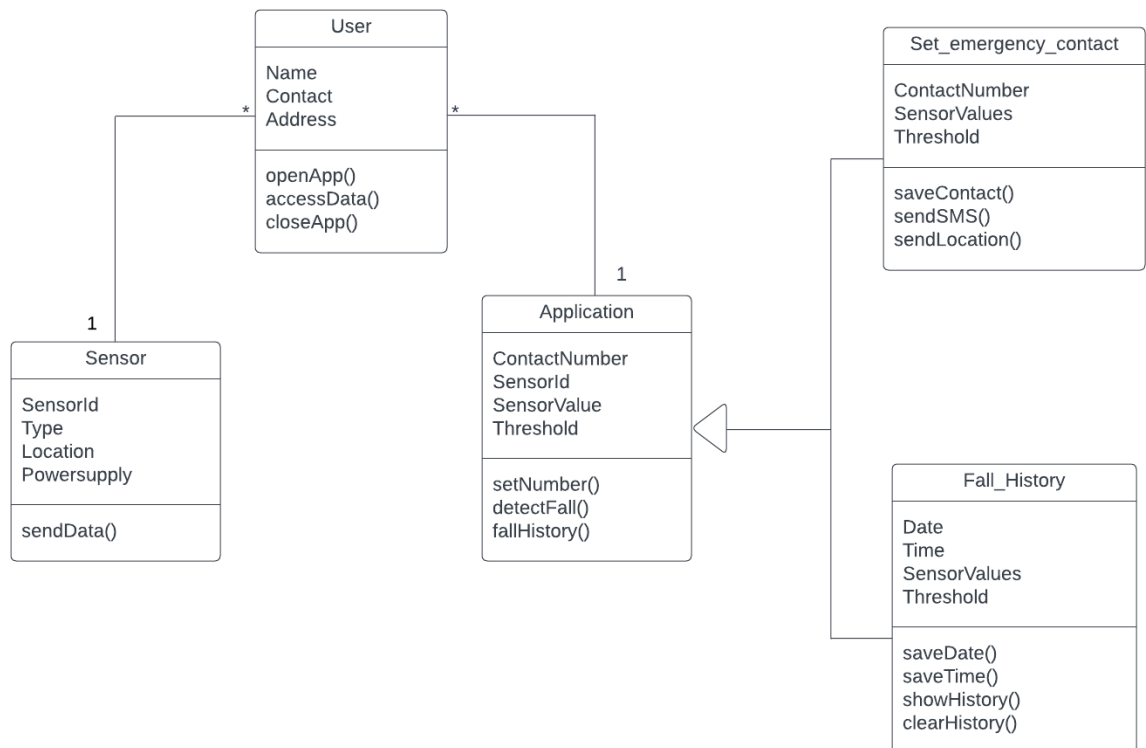 User
Name
Contact
Address
openApp()
accessData()
closeApp()
*
*
1
1
Sensor
SensorId
Type
Location
Powersupply
sendData()
Application
ContactNumber
SensorId
SensorValue
Threshold
setNumber()
detectFall()
fallHistory()
Set_emergency_contact
ContactNumber
SensorValues
Threshold
saveContact()
sendSMS()
sendLocation()
Fall_History
Date
Time
SensorValues
Threshold
saveDate()
saveTime()
showHistory()
clearHistory()